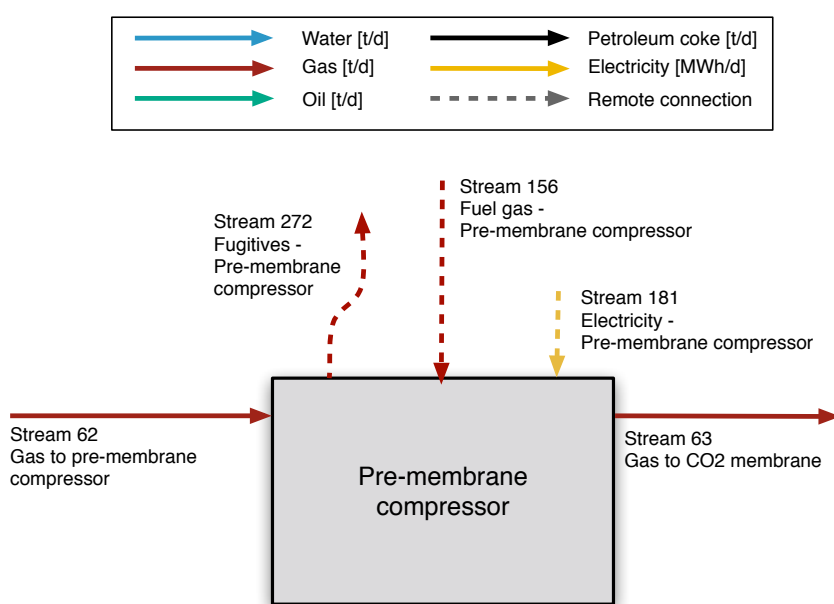 Water [t/d]
Gas [t/d]
Oil [t/d]
Petroleum coke [t/d]
Electricity [MWh/d]
Remote connection
Stream 272
Fugitives -
Pre-membrane
compressor
Stream 156
Fuel gas -
Pre-membrane compressor
Stream 181
Electricity -
Pre-membrane compressor
Stream 62
Gas to pre-membrane
compressor
Pre-membrane
compressor
Stream 63
Gas to CO2 membrane